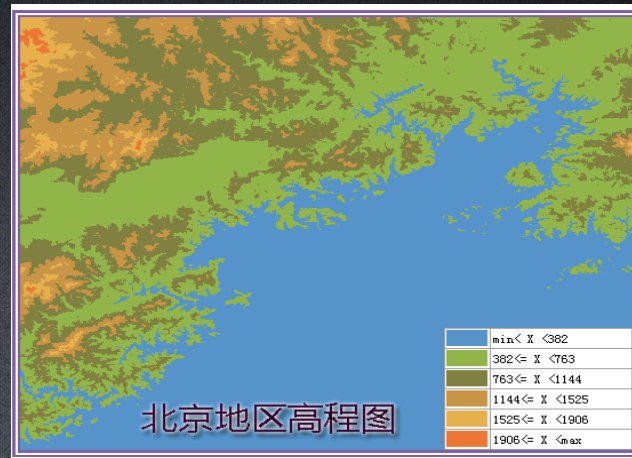 min< X <382
382<= X <763
763<= X <1144
1144<= X <1525
1525<= X <1906
1906<= X <max
北京地区高程图